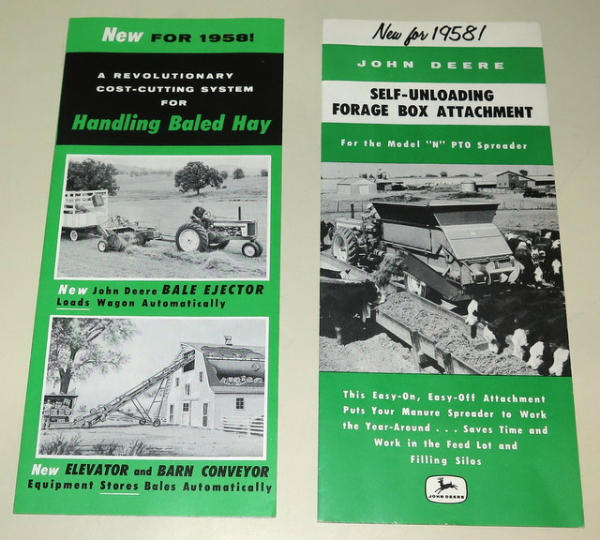 New FOR 1958!
A REVOLUTIONARY
COST-CUTTING SYSTEM
FOR
Handling Baled Hay
New John Deere BALE EJECTOR
Loads Wagon Automatically
New ELEVATOR and BARN CONVEYOR
Equipment Stores Bales Automatically
New for 1958!
JOHN DEERE
SELF-UNLOADING
FORAGE BOX ATTACHMENT
For the Model "N" PTO Spreader
This Easy-On, Easy-Off Attachment
Puts Your Manure Spreader to Work
the Year-Around . . . Saves Time and
Work in the Feed Lot and
Filling Silos
JOHN DEERE